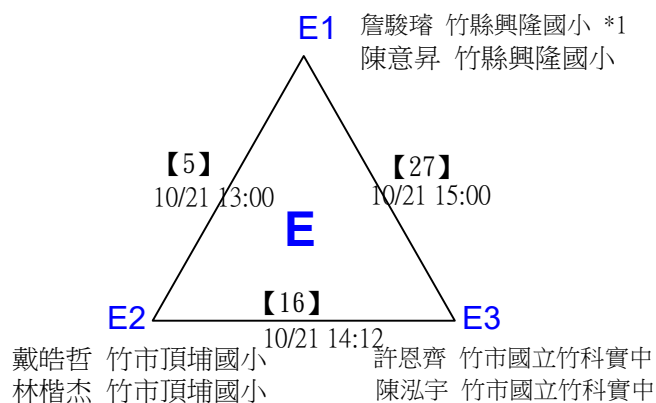 E1 詹駿璿 竹縣興隆國小 *1
陳意昇 竹縣興隆國小
【5】 【27】
10/21 13:00 10/21 15:00
E
【16】
E2 E3
10/21 14:12
戴皓哲 竹市頂埔國小 許恩齊 竹市國立竹科實中
林楷杰 竹市頂埔國小 陳泓宇 竹市國立竹科實中